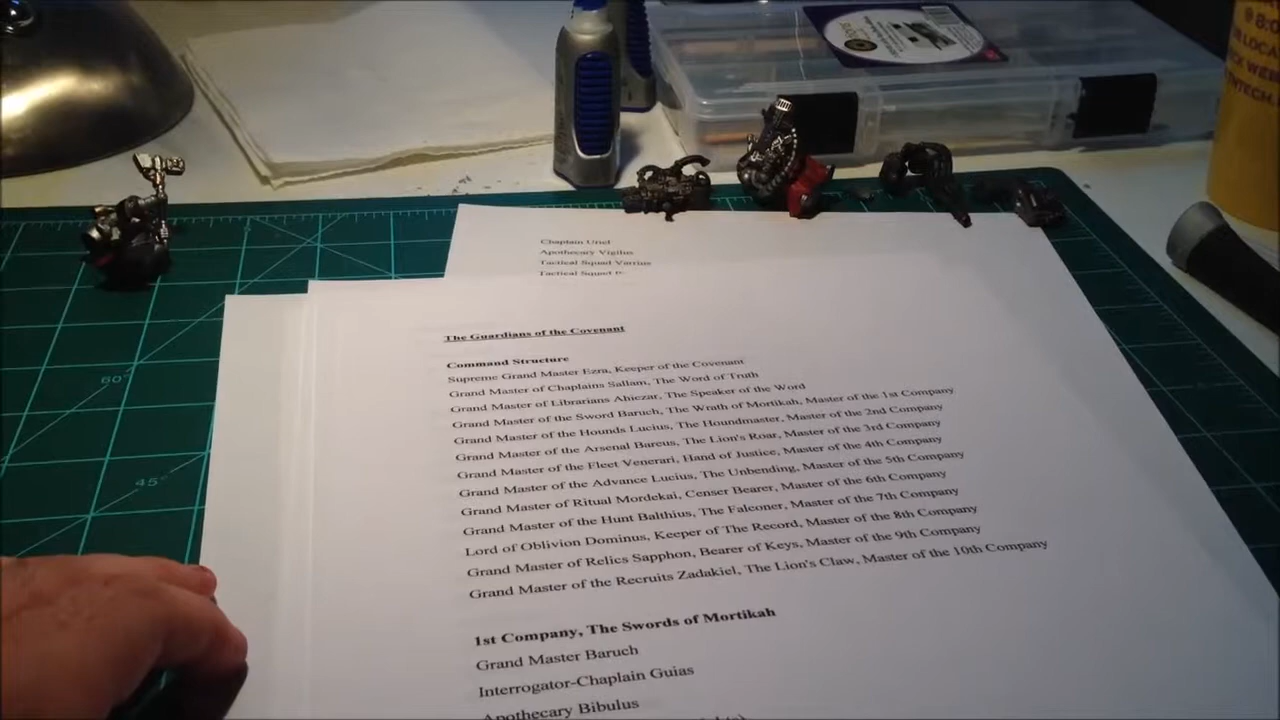 Chaplain Uriel
Apothecary Vigilus
Tactical Squad Varrius
Tactical Squad
The Guardians of the Covenant
Command Structure
Supreme Grand Master Ezra, Keeper of the Covenant
Grand Master of Chaplains Sallam, The Word of Truth
Grand Master of Librarians Ahiezar, The Speaker of the Word
Grand Master of the Sword Baruch, The Wrath of Mortikah, Master of the 1st Company
Grand Master of the Hounds Lucius, The Houndmaster, Master of the 2nd Company
Grand Master of the Arsenal Bareus, The Lion's Roar, Master of the 3rd Company
Grand Master of the Fleet Venerari, Hand of Justice, Master of the 4th Company
Grand Master of the Advance Lucius, The Unbending, Master of the 5th Company
Grand Master of Ritual Mordekai, Censer Bearer, Master of the 6th Company
Grand Master of the Hunt Balthius, The Falconer, Master of the 7th Company
Lord of Oblivion Dominus, Keeper of The Record, Master of the 8th Company
Grand Master of Relics Sapphon, Bearer of Keys, Master of the 9th Company
Grand Master of the Recruits Zadakiel, The Lion's Claw, Master of the 10th Company
1st Company, The Swords of Mortikah
Grand Master Baruch
Interrogator-Chaplain Guias
Apothecary Bibulus
60°
45°